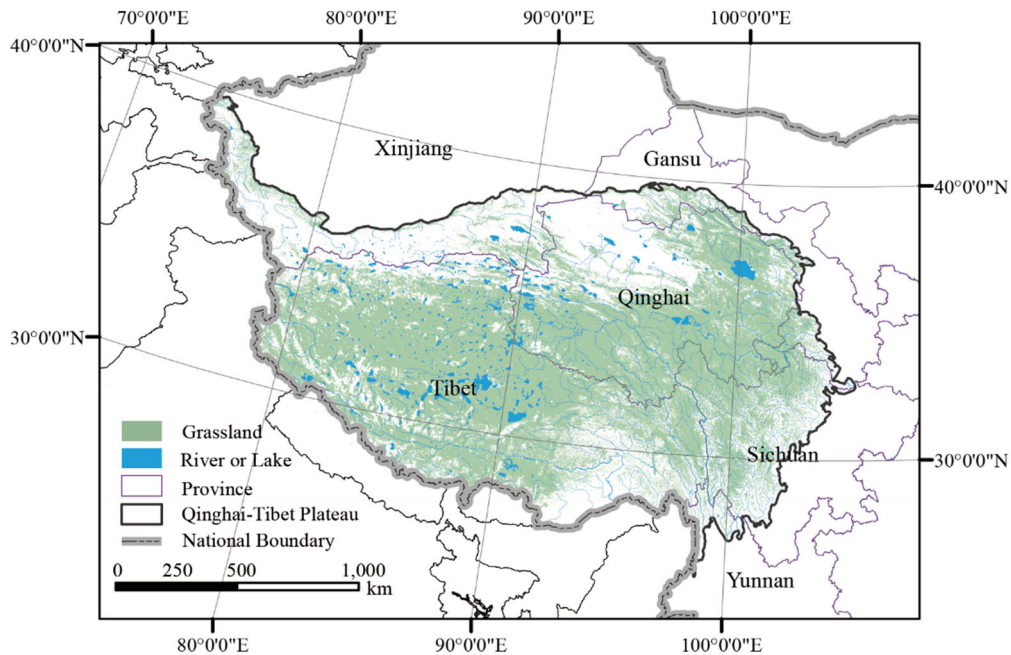 70°0'0"E 80°0'0"E 90°0'0"E 100°0'0"E
40°0'0"N
Xinjiang
Gansu
40°0'0"N
Qinghai
30°0'0"N
Tibet
Grassland
River or Lake
Province
Qinghai-Tibet Plateau
National Boundary
Sichuan
30°0'0"N
0 250 500 1,000
km
Yunnan
80°0'0"E 90°0'0"E 100°0'0"E